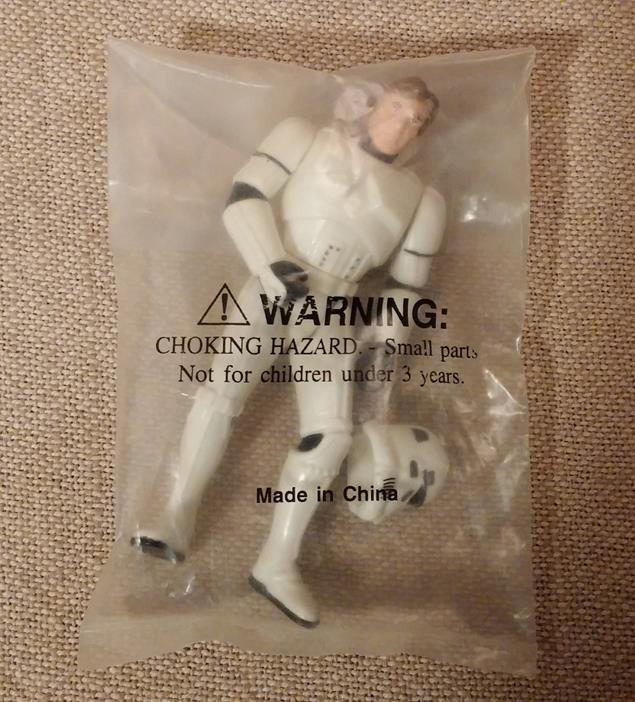 WARNING:
CHOKING HAZARD. - Small parts
Not for children under 3 years.
Made in China